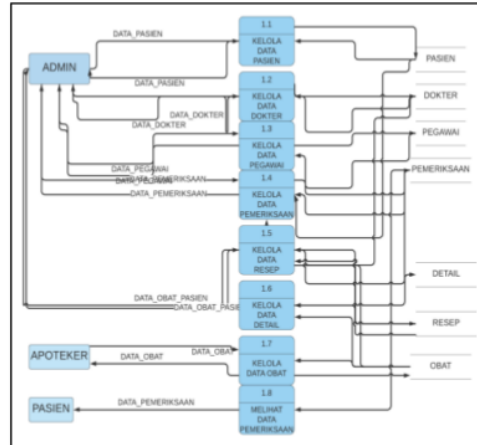 1.1
KELOLA
DATA
PASIEN
DATA_PASIEN
ADMIN
DATA_PASIEN
PASIEN
1.2
KELOLA
DATA
DOKTER
DOKTER
DATA_DOKTER
DATA_DOKTER
1.3
KELOLA
DATA
PEGAWAI
PEGAWAI
DATA_PEGAWAI
DATA_PEMERIKSAAN
DATA_PEGAWAI
DATA_PEMERIKSAAN
1.4
KELOLA
DATA
PEMERIKSAAN
PEMERIKSAAN
1.5
KELOLA
DATA
RESEP
DETAIL
DATA_OBAT_PASIEN
DATA_OBAT_PASIEN
1.6
KELOLA
DATA
DETAIL
RESEP
APOTEKER
DATA_OBAT
DATA_OBAT
1.7
KELOLA
DATA OBAT
OBAT
PASIEN
DATA_PEMERIKSAAN
1.8
MELIHAT
DATA
PEMERIKSAAN